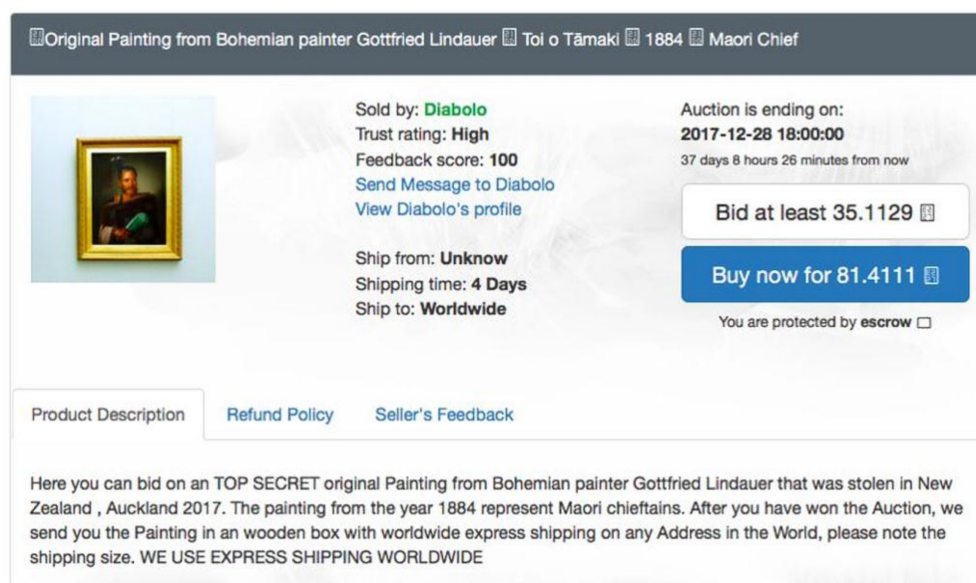 Original Painting from Bohemian painter Gottfried Lindauer Toi o Tāmaki 1884 Maori Chief
Sold by: Diabolo
Trust rating: High
Feedback score: 100
Send Message to Diabolo
View Diabolo's profile
Ship from: Unknow
Shipping time: 4 Days
Ship to: Worldwide
Auction is ending on:
2017-12-28 18:00:00
37 days 8 hours 26 minutes from now
Bid at least 35.1129
Buy now for 81.4111
You are protected by escrow
Product Description
Refund Policy
Seller's Feedback
Here you can bid on an TOP SECRET original Painting from Bohemian painter Gottfried Lindauer that was stolen in New
Zealand , Auckland 2017. The painting from the year 1884 represent Maori chieftains. After you have won the Auction, we
send you the Painting in an wooden box with worldwide express shipping on any Address in the World, please note the
shipping size. WE USE EXPRESS SHIPPING WORLDWIDE